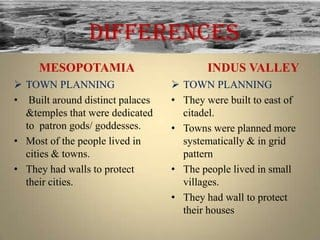 DIFFERENCES
MESOPOTAMIA
➢ TOWN PLANNING
• Built around distinct palaces
&temples that were dedicated
to patron gods/ goddesses.
• Most of the people lived in
cities & towns.
• They had walls to protect
their cities.
INDUS VALLEY
➢ TOWN PLANNING
• They were built to east of
citadel.
• Towns were planned more
systematically & in grid
pattern
• The people lived in small
villages.
• They had wall to protect
their houses